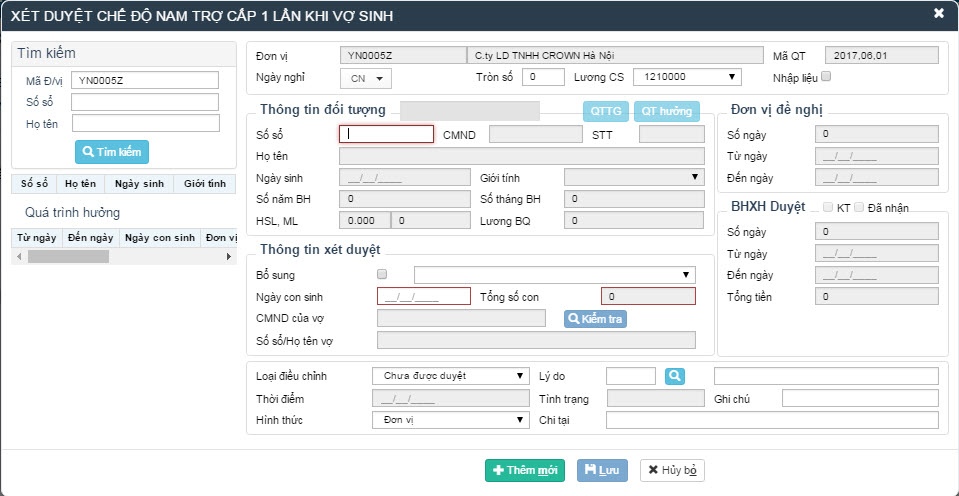 XÉT DUYỆT CHẾ ĐỘ NAM TRỢ CẤP 1 LẦN KHI VỢ SINH
Tìm kiếm
Mã Đ/vị YN0005Z
Số sổ
Họ tên
Tìm kiếm
Số sổ Họ tên Ngày sinh Giới tính
Quá trình hưởng
Từ ngày Đến ngày Ngày con sinh Đơn vị
Đơn vị YN0005Z C.ty LD TNHH CROWN Hà Nội Mã QT 2017,06,01
Ngày nghỉ CN Tròn số 0 Lương CS 1210000 Nhập liệu
Thông tin đối tượng QTTG QT hưởng
Số sổ CMND STT
Họ tên
Ngày sinh __/__/____ Giới tính
Số năm BH 0 Số tháng BH 0
HSL, ML 0.000 0 Lương BQ 0
Đơn vị đề nghị
Số ngày 0
Từ ngày __/__/____
Đến ngày __/__/____
BHXH Duyệt KT Đã nhận
Số ngày 0
Từ ngày __/__/____
Đến ngày __/__/____
Tổng tiền 0
Thông tin xét duyệt
Bổ sung
Ngày con sinh __/__/____ Tổng số con 0
CMND của vợ Kiểm tra
Số sổ/Họ tên vợ
Loại điều chỉnh Chưa được duyệt Lý do
Thời điểm __/__/____ Tình trạng Ghi chú
Hình thức Đơn vị Chi tại
Thêm mới Lưu Hủy bỏ